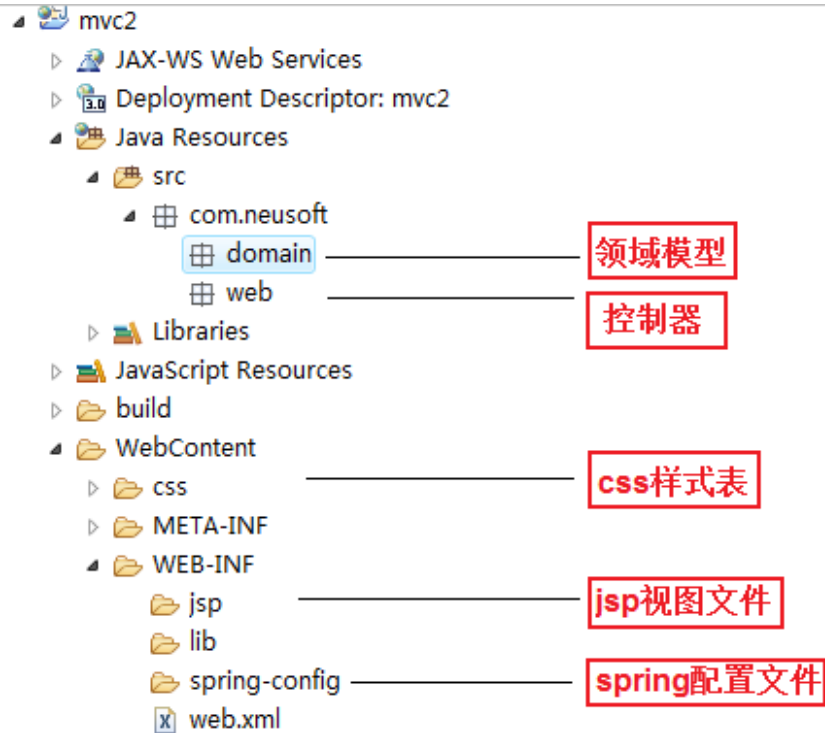 mvc2
JAX-WS Web Services
3.0 Deployment Descriptor: mvc2
Java Resources
src
com.neusoft
domain 领域模型
web 控制器
Libraries
JavaScript Resources
build
WebContent
css css样式表
META-INF
WEB-INF
jsp jsp视图文件
lib
spring-config spring配置文件
X web.xml